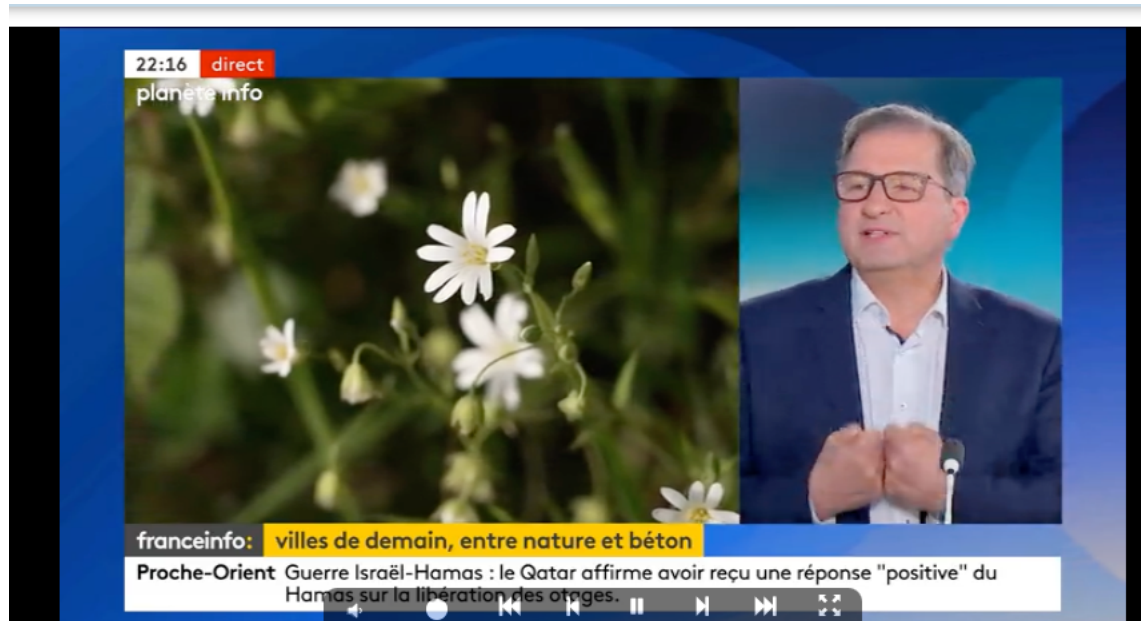 22:16 direct
planète info
franceinfo: villes de demain, entre nature et béton
Proche-Orient Guerre Israël-Hamas : le Qatar affirme avoir reçu une réponse "positive" du
Hamas sur la libération des otages.